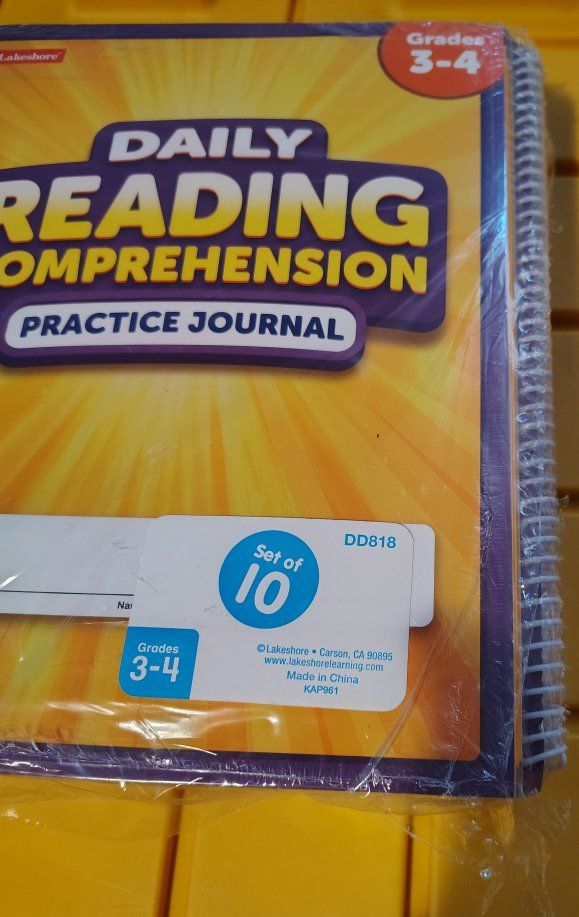 Lakeshore
Grades
3-4
DAILY
READING
COMPREHENSION
PRACTICE JOURNAL
DD818
Set of
10
Grades
3-4
© Lakeshore • Carson, CA 90895
www.lakeshorelearning.com
Made in China
KAP961